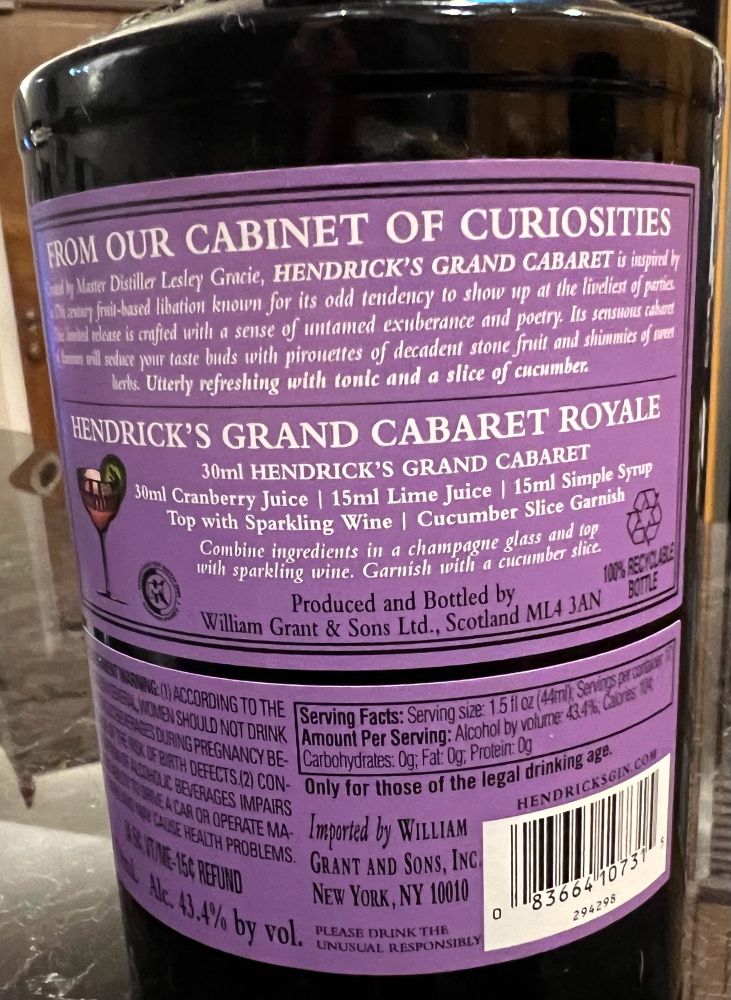 FROM OUR CABINET OF CURIOSITIES
by Master Distiller Lesley Gracie, HENDRICK'S GRAND CABARET is inspired by
century fruit-based libation known for its odd tendency to show up at the liveliest of parties.
limited release is crafted with a sense of untamed exuberance and poetry. Its sensuous cabaret
will seduce your taste buds with pirouettes of decadent stone fruit and shimmies of sweet
herbs. Utterly refreshing with tonic and a slice of cucumber.
HENDRICK'S GRAND CABARET ROYALE
30ml HENDRICK'S GRAND CABARET
30ml Cranberry Juice | 15ml Lime Juice | 15ml Simple Syrup
Top with Sparkling Wine | Cucumber Slice Garnish
Combine ingredients in a champagne glass and top
with sparkling wine. Garnish with a cucumber slice.
100% RECYCLABLE
BOTTLE
GK
Produced and Bottled by
William Grant & Sons Ltd., Scotland ML4 3AN
WARNING: (1) ACCORDING TO THE
GENERAL, WOMEN SHOULD NOT DRINK
BEVERAGES DURING PREGNANCY BE-
OF THE RISK OF BIRTH DEFECTS. (2) CON-
OF ALCOHOLIC BEVERAGES IMPAIRS
TO DRIVE A CAR OR OPERATE MA-
MAY CAUSE HEALTH PROBLEMS.
VT/ME-15¢ REFUND
Alc. 43.4% by vol.
Serving Facts: Serving size: 1.5 fl oz (44ml); Servings per container
Amount Per Serving: Alcohol by volume: 43.4%; Calories: 104;
Carbohydrates: 0g; Fat: 0g; Protein: 0g
Only for those of the legal drinking age.
HENDRICKSGIN.COM
Imported by WILLIAM
GRANT AND SONS, INC.
NEW YORK, NY 10010
PLEASE DRINK THE
UNUSUAL RESPONSIBLY
0 83664 10731 5
294298